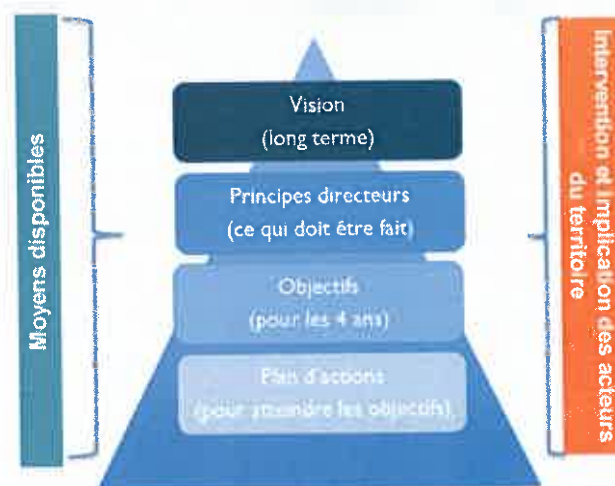 Moyens disponibles
Vision
(long terme)
Principes directeurs
(ce qui doit être fait)
Objectifs
(pour les 4 ans)
Plan d'actions
(pour atteindre les objectifs)
Intervention et implication des acteurs
du territoire